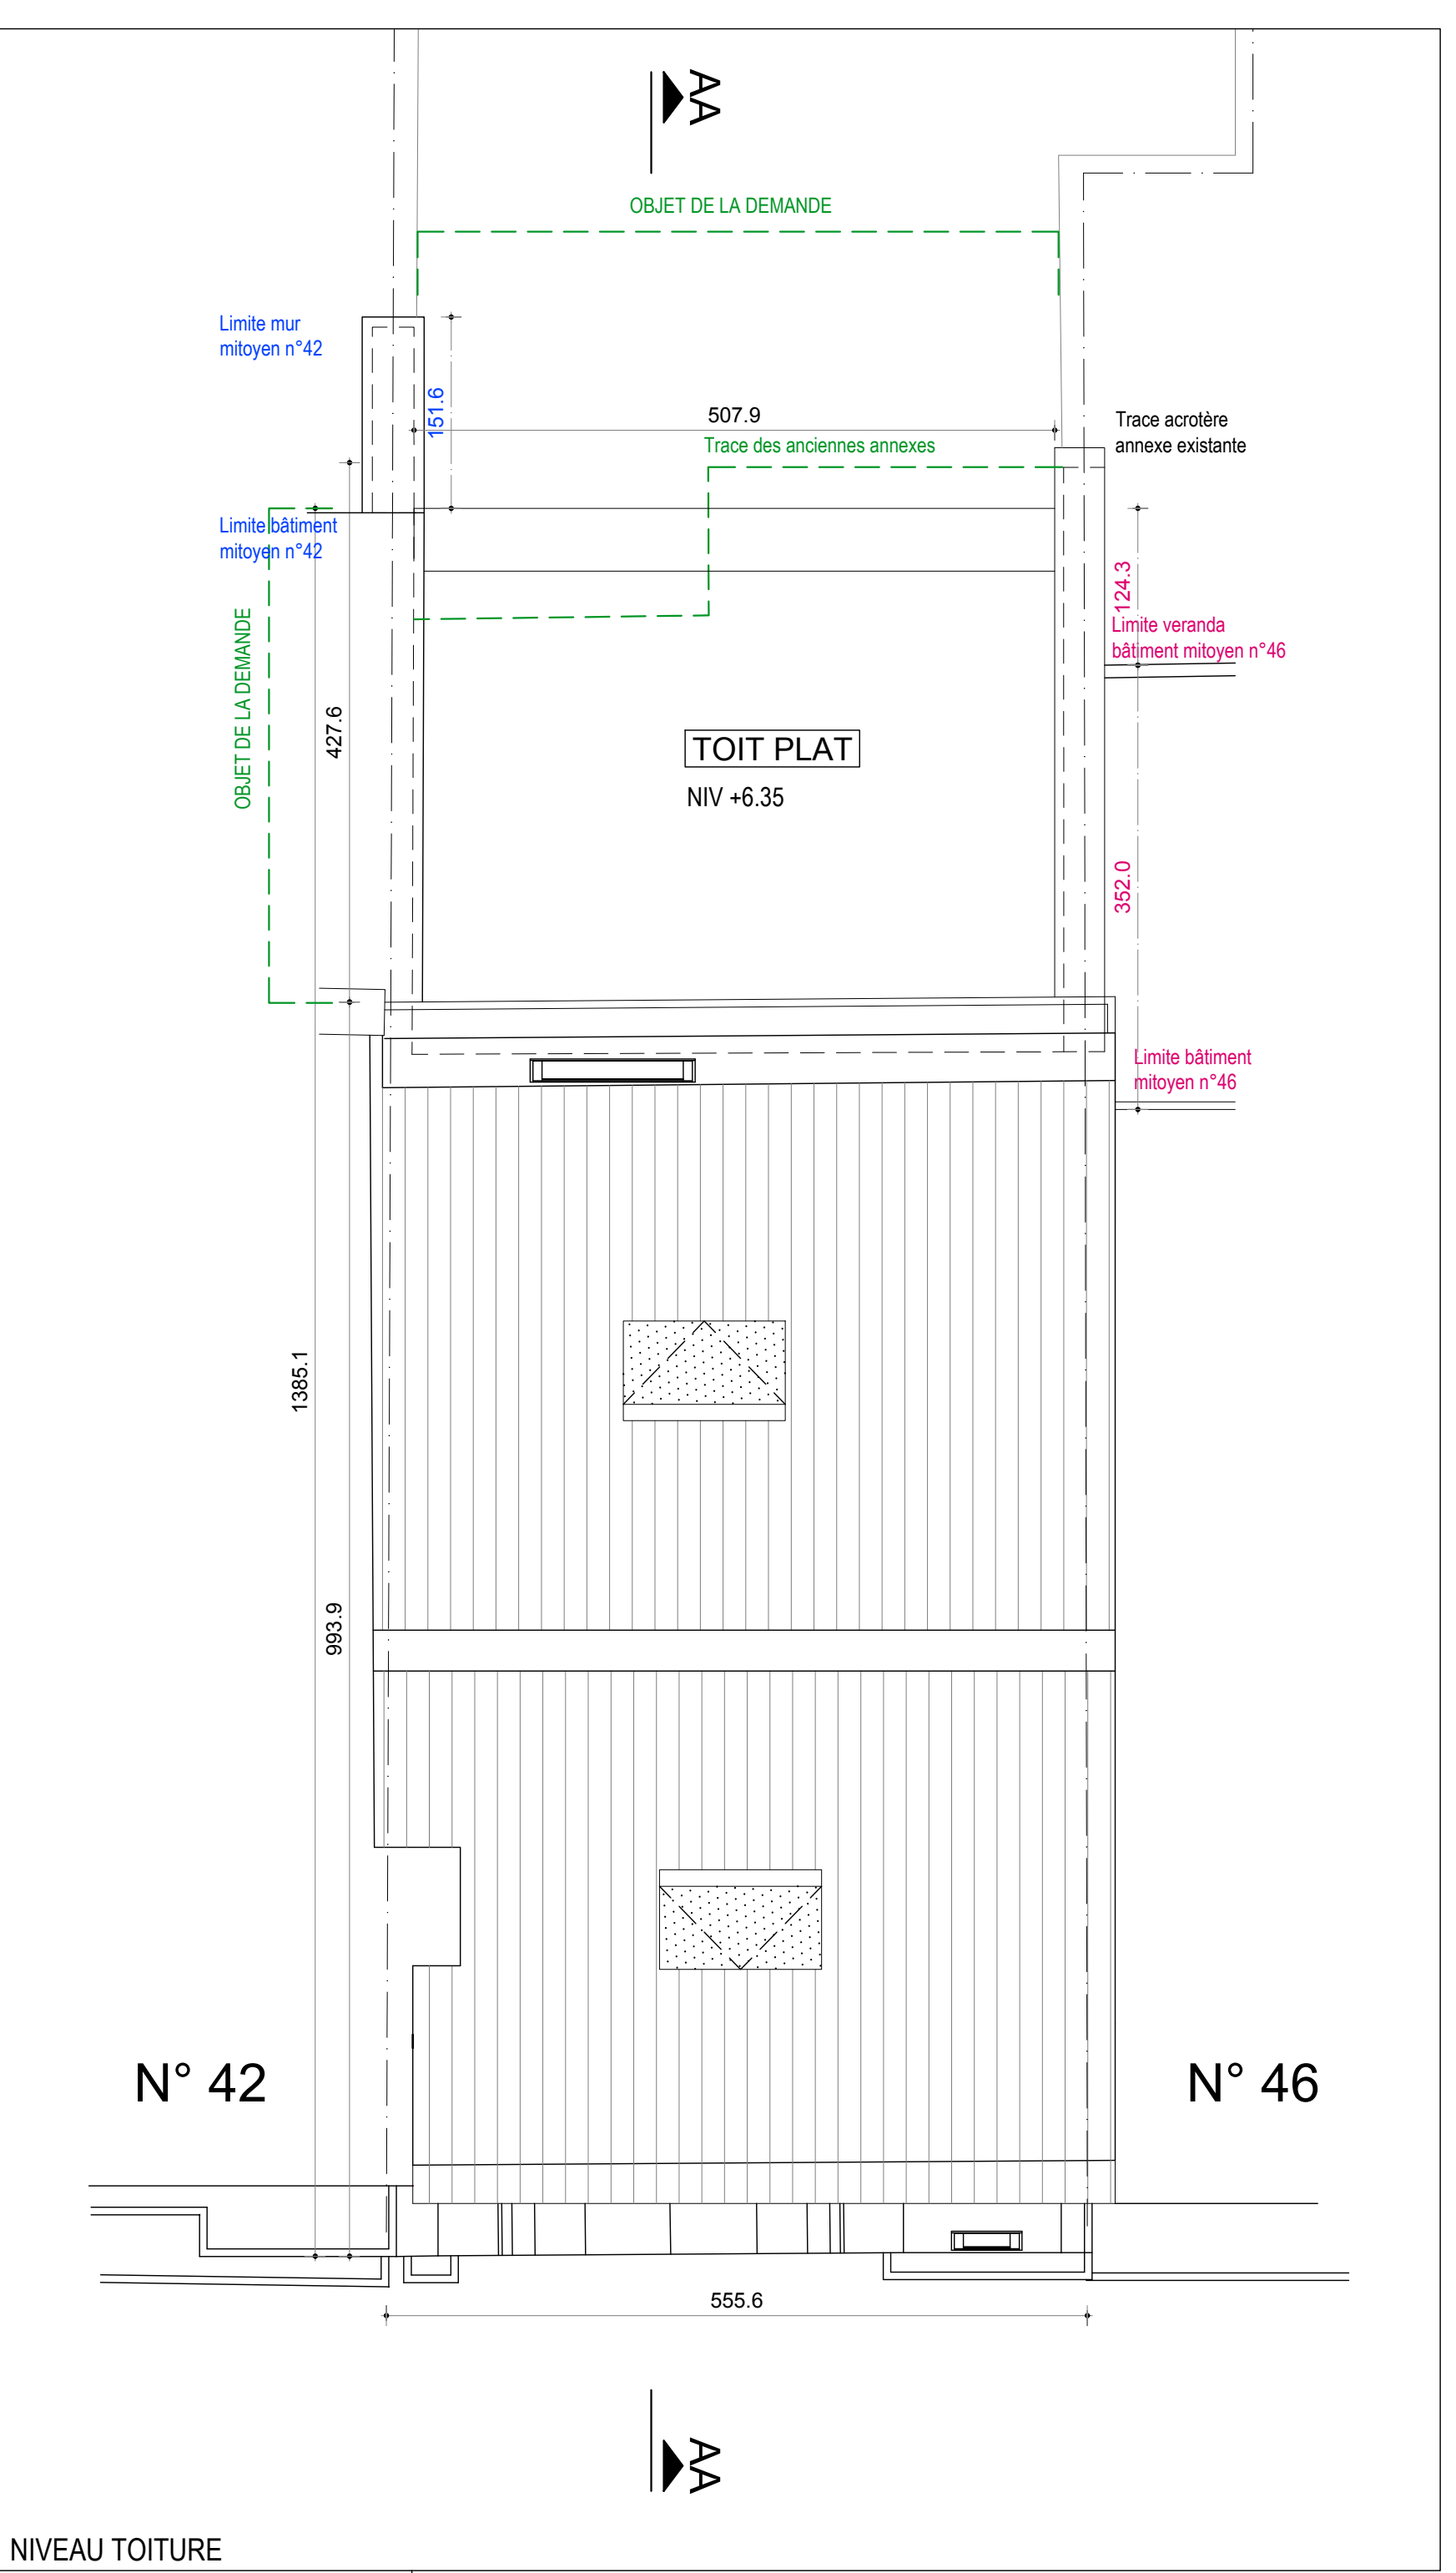 AA
OBJET DE LA DEMANDE
Limite mur
mitoyen n°42
151.6
507.9
Trace acrotère
annexe existante
Trace des anciennes annexes
Limite bâtiment
mitoyen n°42
124.3
Limite veranda
bâtiment mitoyen n°46
OBJET DE LA DEMANDE
427.6
TOIT PLAT
NIV +6.35
352.0
Limite bâtiment
mitoyen n°46
1385.1
993.9
N° 42
N° 46
555.6
AA
NIVEAU TOITURE